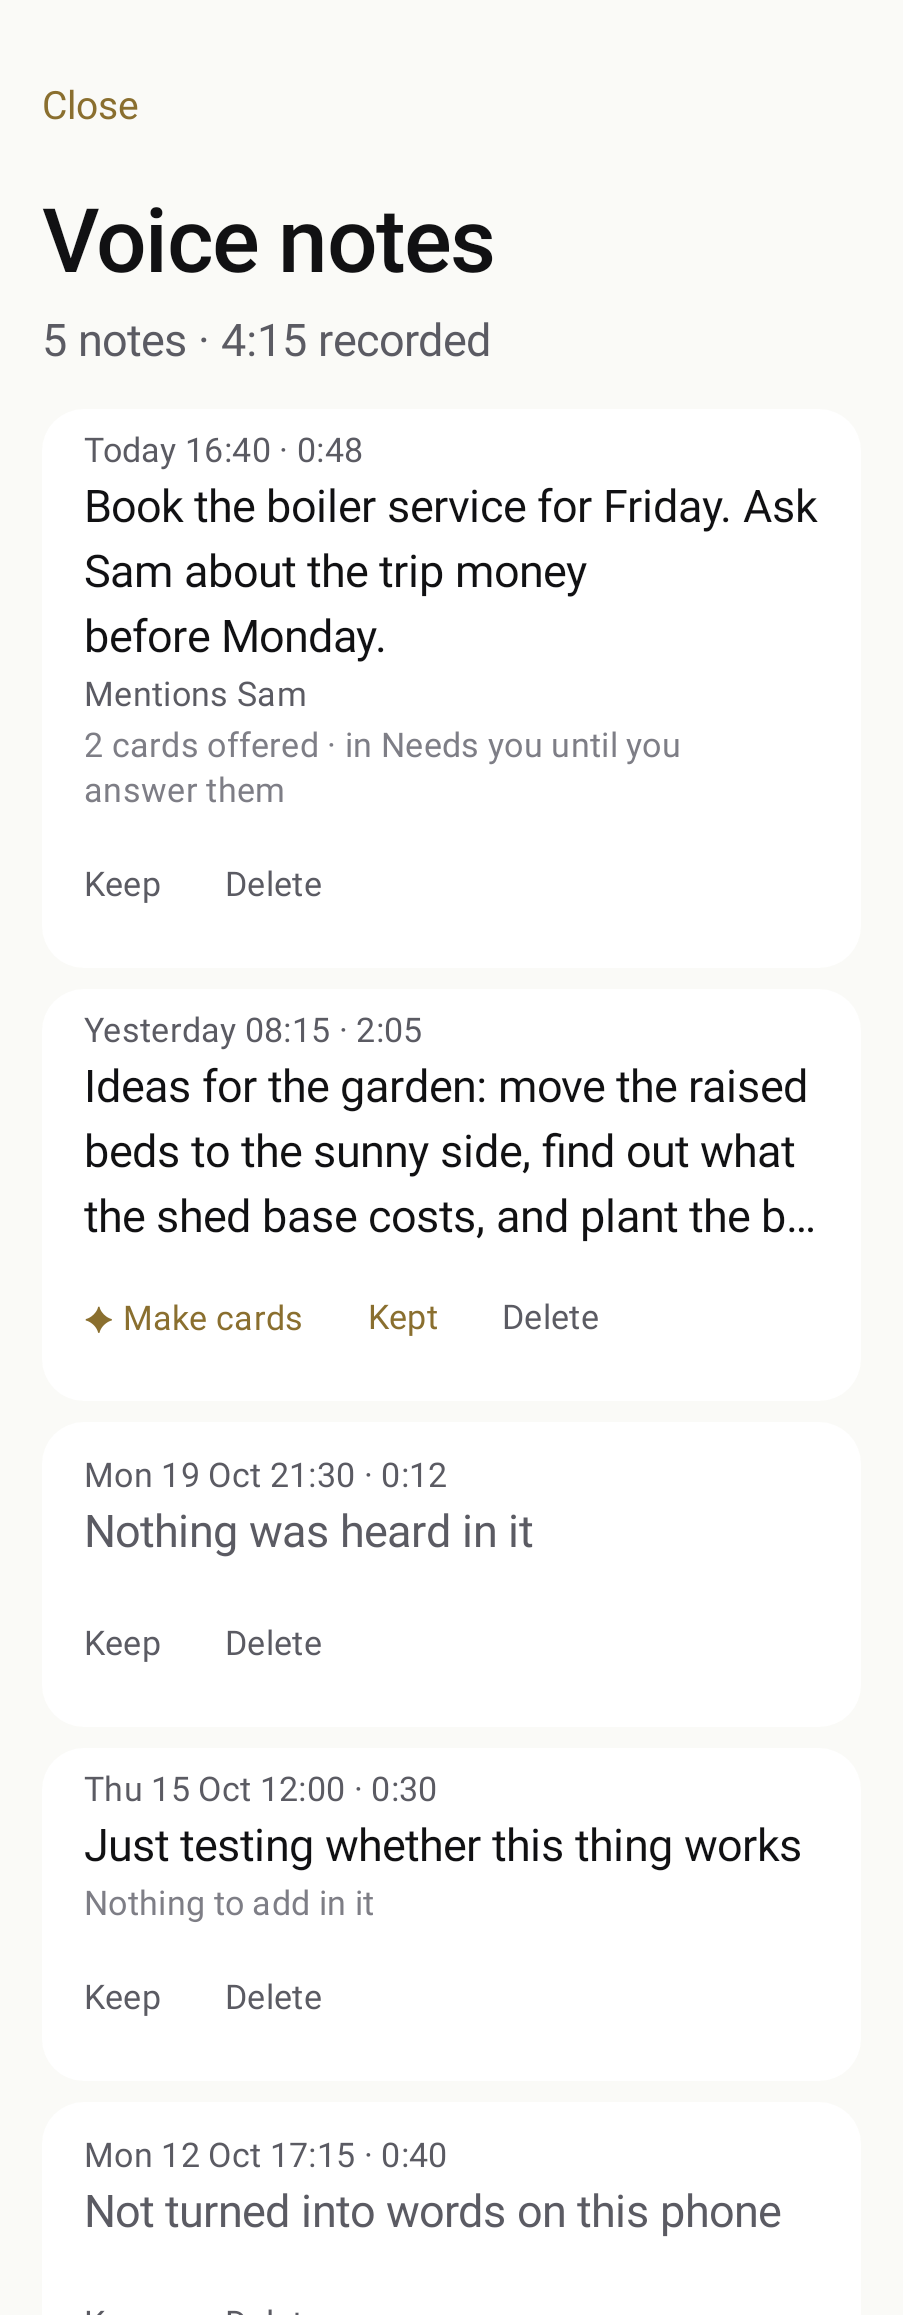 Close
Voice notes
5 notes · 4:15 recorded
Today 16:40 · 0:48
Book the boiler service for Friday. Ask
Sam about the trip money
before Monday.
Mentions Sam
2 cards offered · in Needs you until you
answer them
Keep Delete
Yesterday 08:15 · 2:05
Ideas for the garden: move the raised
beds to the sunny side, find out what
the shed base costs, and plant the b…
Make cards Kept Delete
Mon 19 Oct 21:30 · 0:12
Nothing was heard in it
Keep Delete
Thu 15 Oct 12:00 · 0:30
Just testing whether this thing works
Nothing to add in it
Keep Delete
Mon 12 Oct 17:15 · 0:40
Not turned into words on this phone